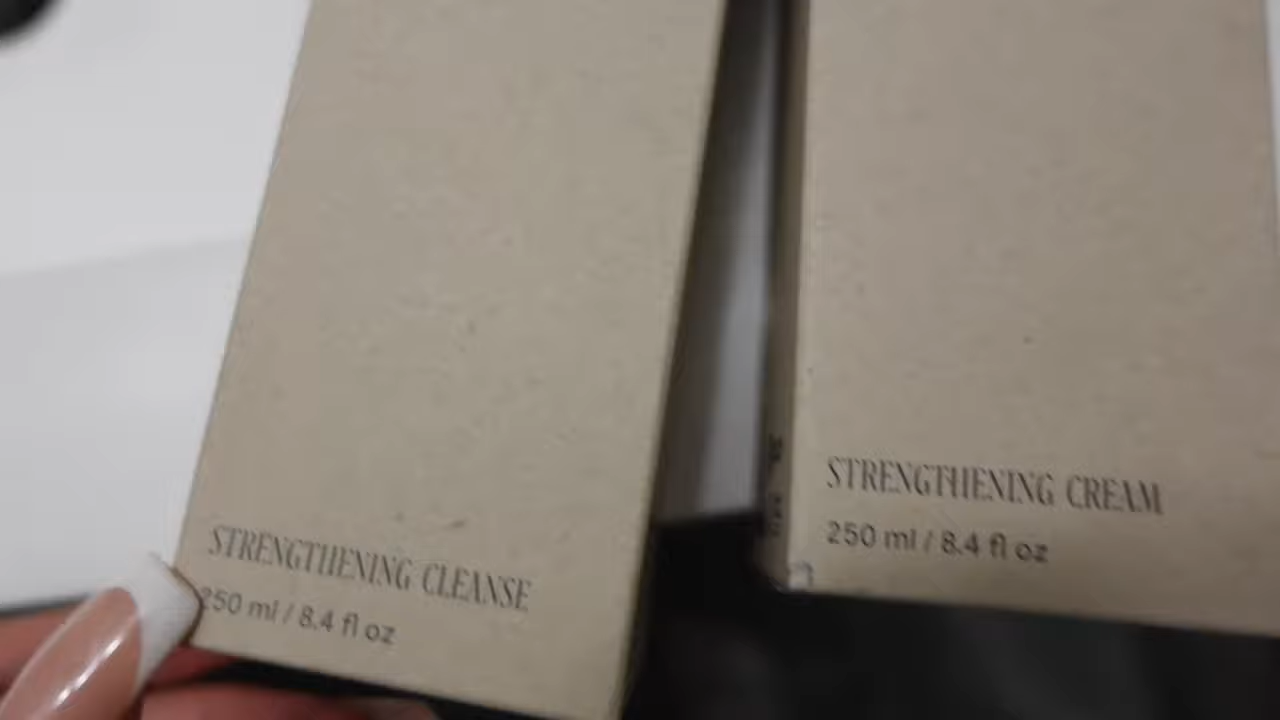 STRENGTHENING CLEANSE
250 ml / 8.4 fl oz
STRENGTHENING CREAM
250 ml / 8.4 fl oz